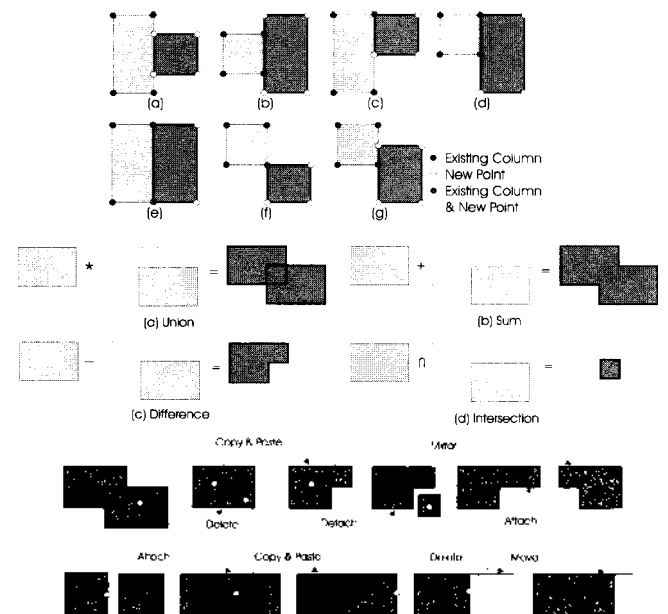 (a) (b) (c) (d)
(e) (f) (g)
Existing Column
New Point
Existing Column
& New Point
* = + =
(a) Union (b) Sum
– = ∩ =
(c) Difference (d) Intersection
Copy & Paste Mirror
Delete Detach Attach
Attach Copy & Paste Move